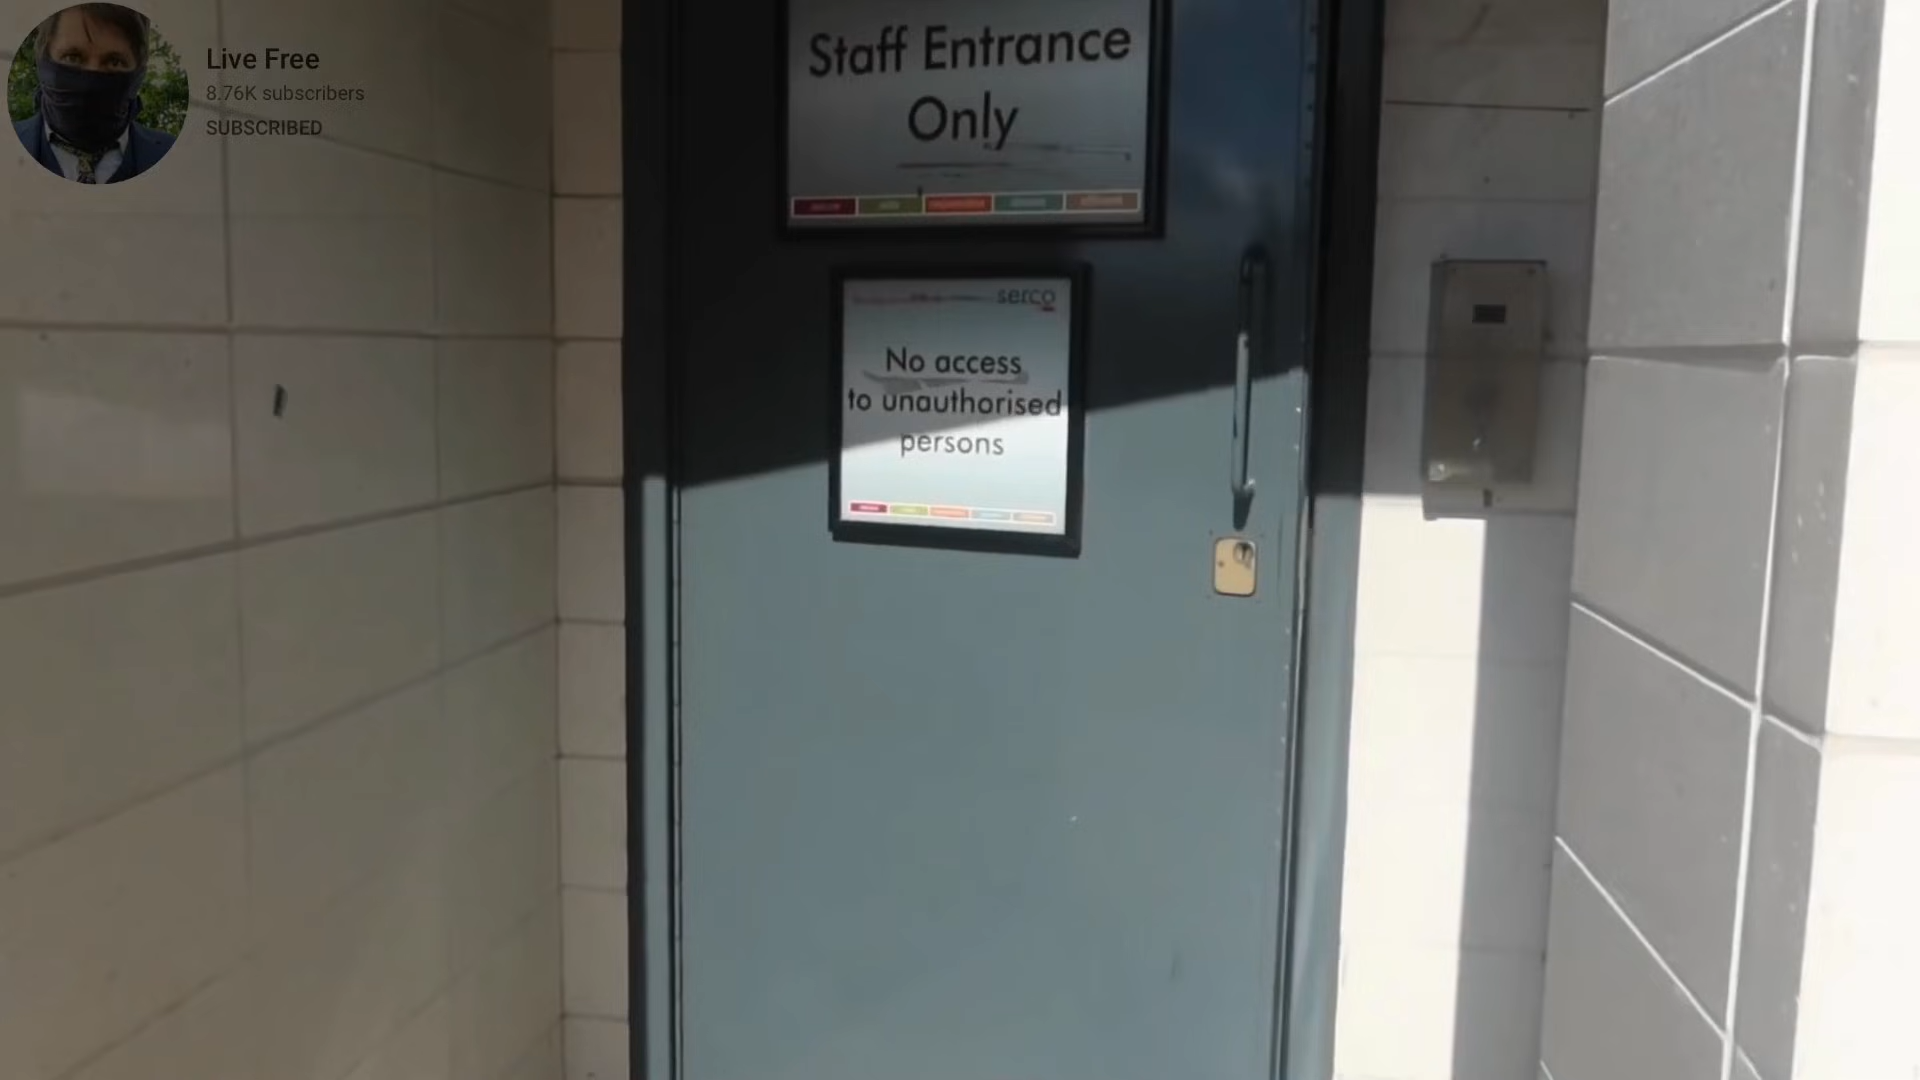 Live Free
8.76K subscribers
SUBSCRIBED
Staff Entrance
Only
serco
No access
to unauthorised
persons